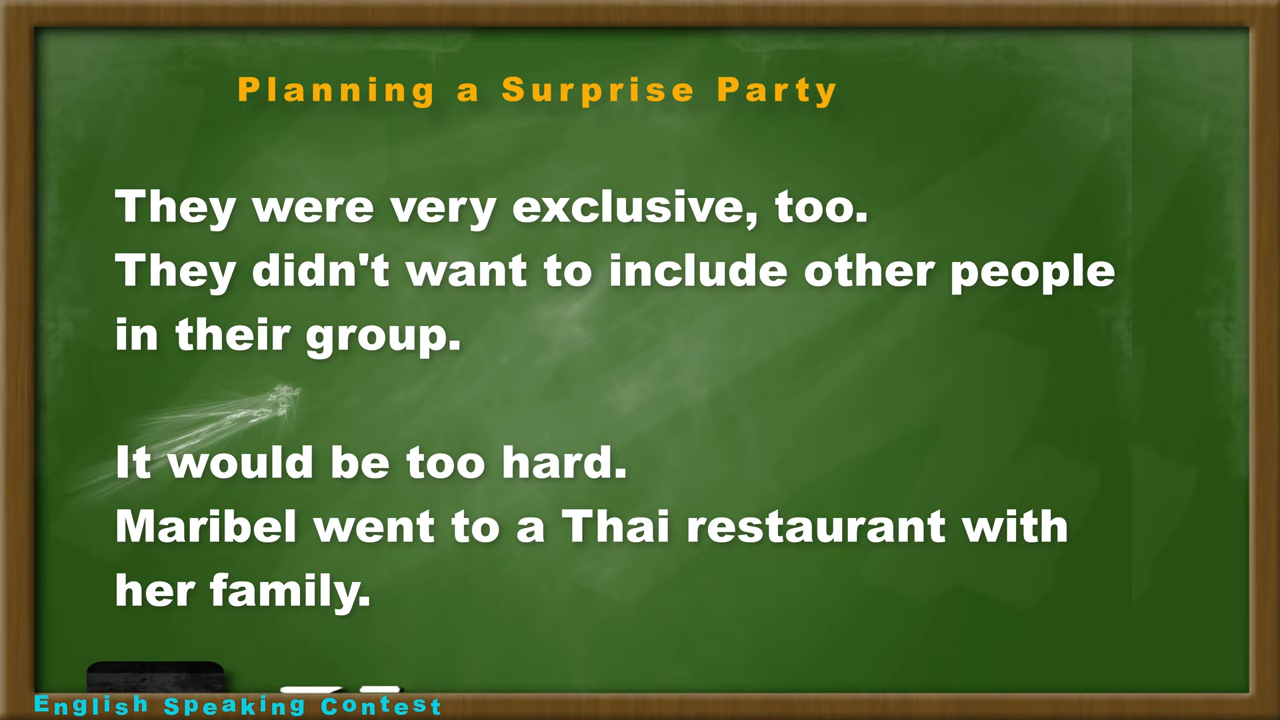 Planning a Surprise Party
They were very exclusive, too.
They didn't want to include other people
in their group.
It would be too hard.
Maribel went to a Thai restaurant with
her family.
English Speaking Contest